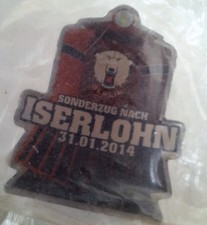 SONDERZUG NACH
ISERLOHN
31.01.2014